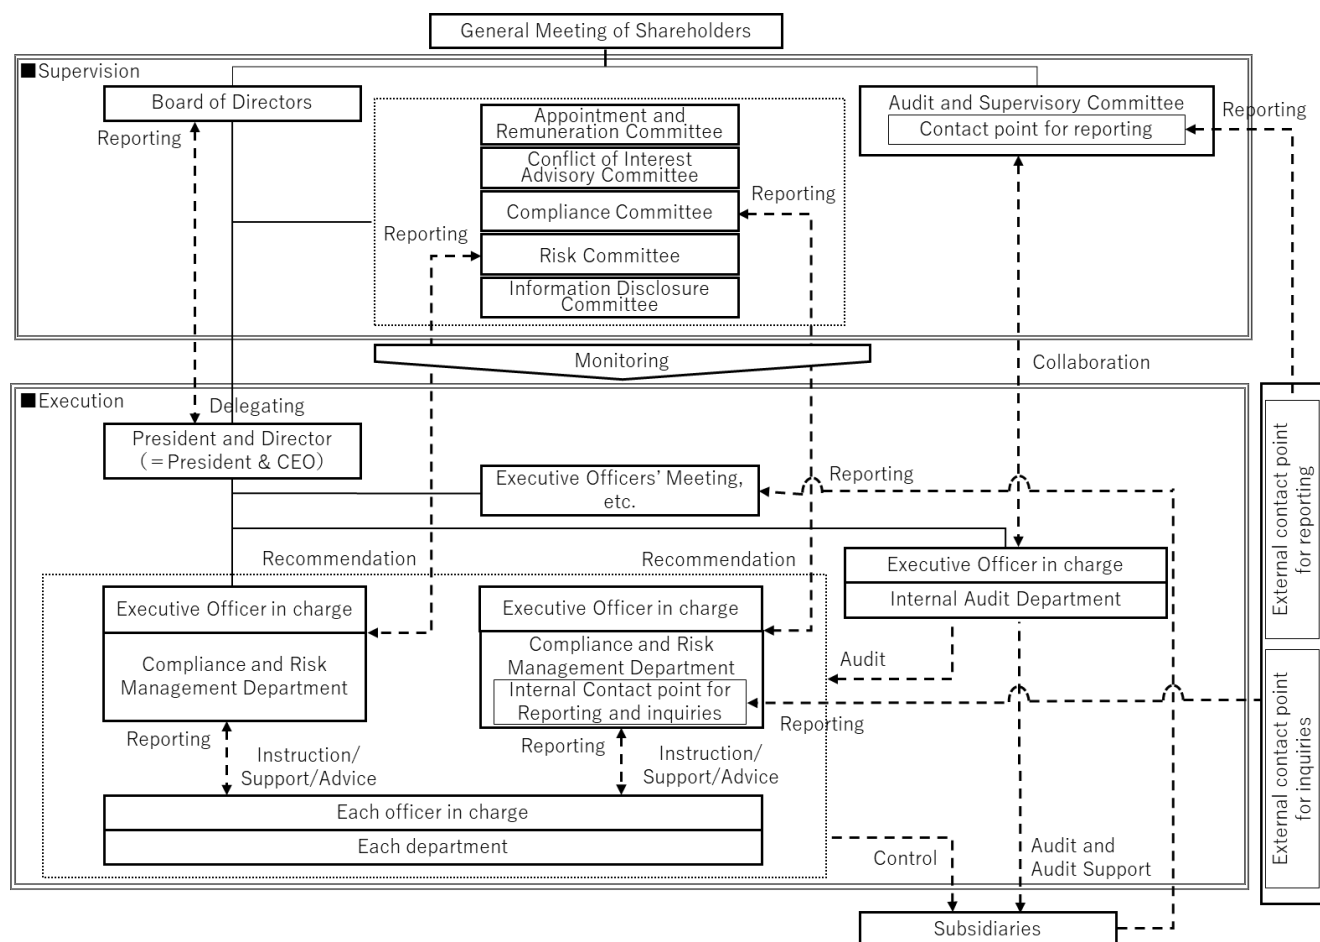 General Meeting of Shareholders
■Supervision
Board of Directors
Reporting
Appointment and
Remuneration Committee
Conflict of Interest
Advisory Committee
Compliance Committee
Risk Committee
Information Disclosure
Committee
Reporting
Reporting
Audit and Supervisory Committee
Contact point for reporting
Reporting
Monitoring
Collaboration
■Execution
Delegating
President and Director
(=President & CEO)
Executive Officers' Meeting,
etc.
Reporting
Recommendation
Recommendation
Executive Officer in charge
Internal Audit Department
Executive Officer in charge
Compliance and Risk
Management Department
Executive Officer in charge
Compliance and Risk
Management Department
Internal Contact point for
Reporting and inquiries
Audit
Reporting
Reporting
Instruction/
Support/Advice
Reporting
Instruction/
Support/Advice
Each officer in charge
Each department
Control
Audit and
Audit Support
Subsidiaries
External contact point
for reporting
External contact point
for inquiries